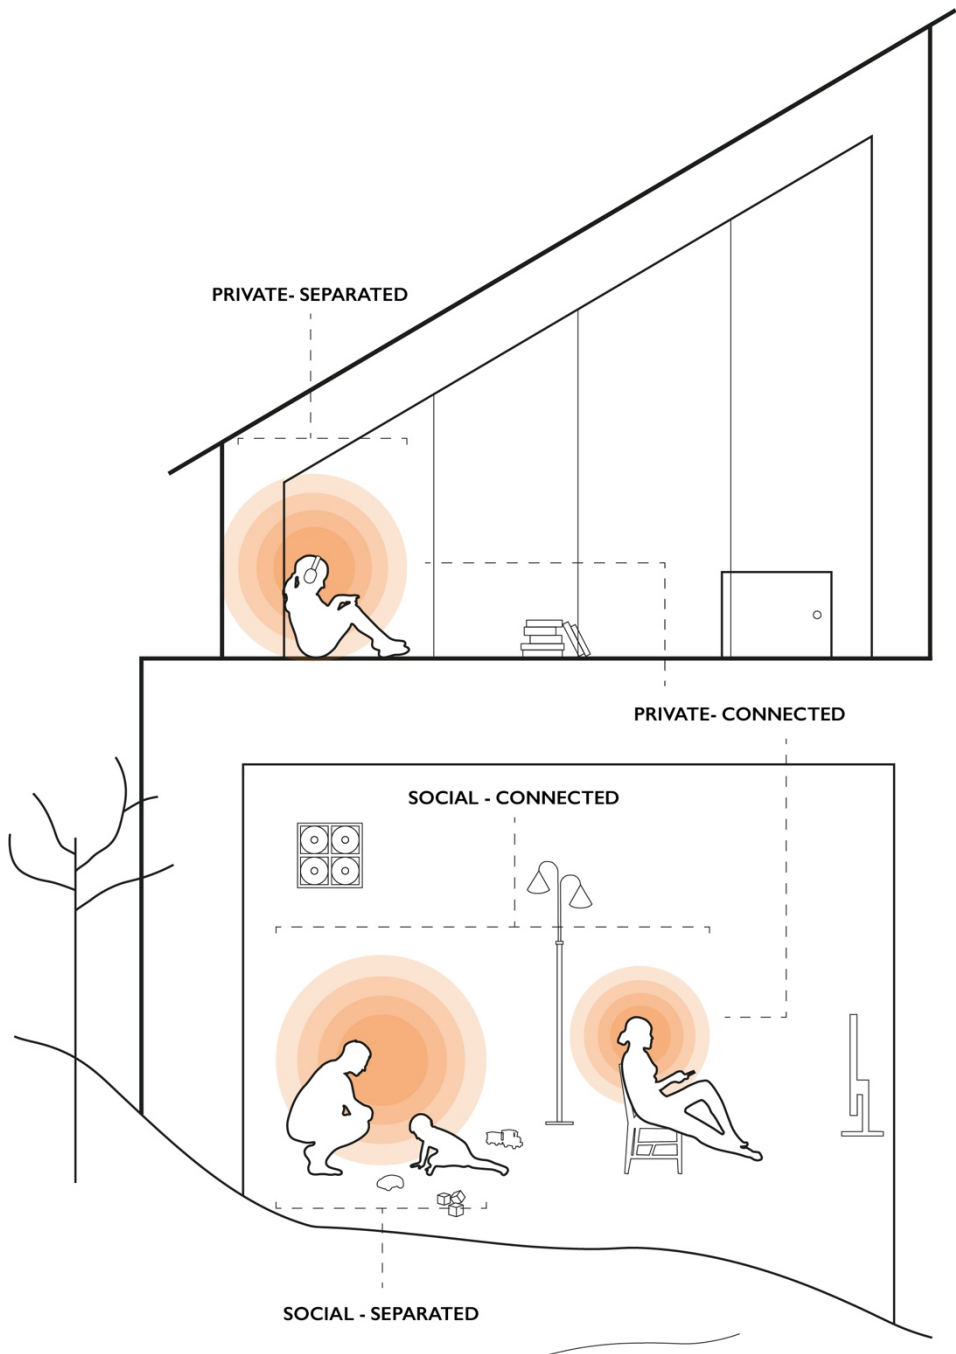 PRIVATE- SEPARATED
PRIVATE- CONNECTED
SOCIAL - CONNECTED
SOCIAL - SEPARATED